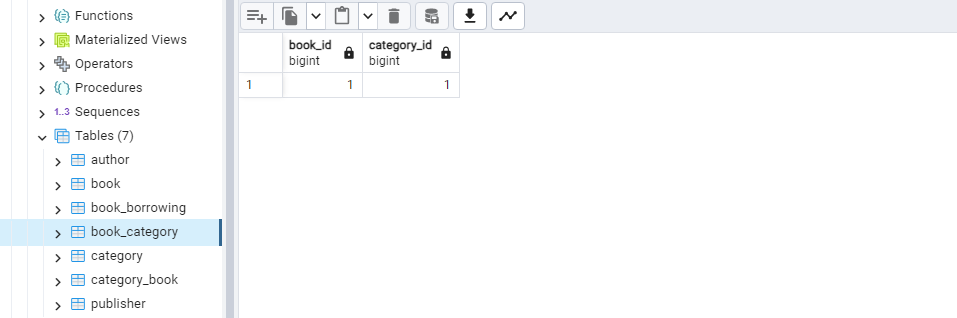 Functions
Materialized Views
Operators
Procedures
1..3 Sequences
Tables (7)
author
book
book_borrowing
book_category
category
category_book
publisher
book_id category_id
bigint bigint
1 1 1